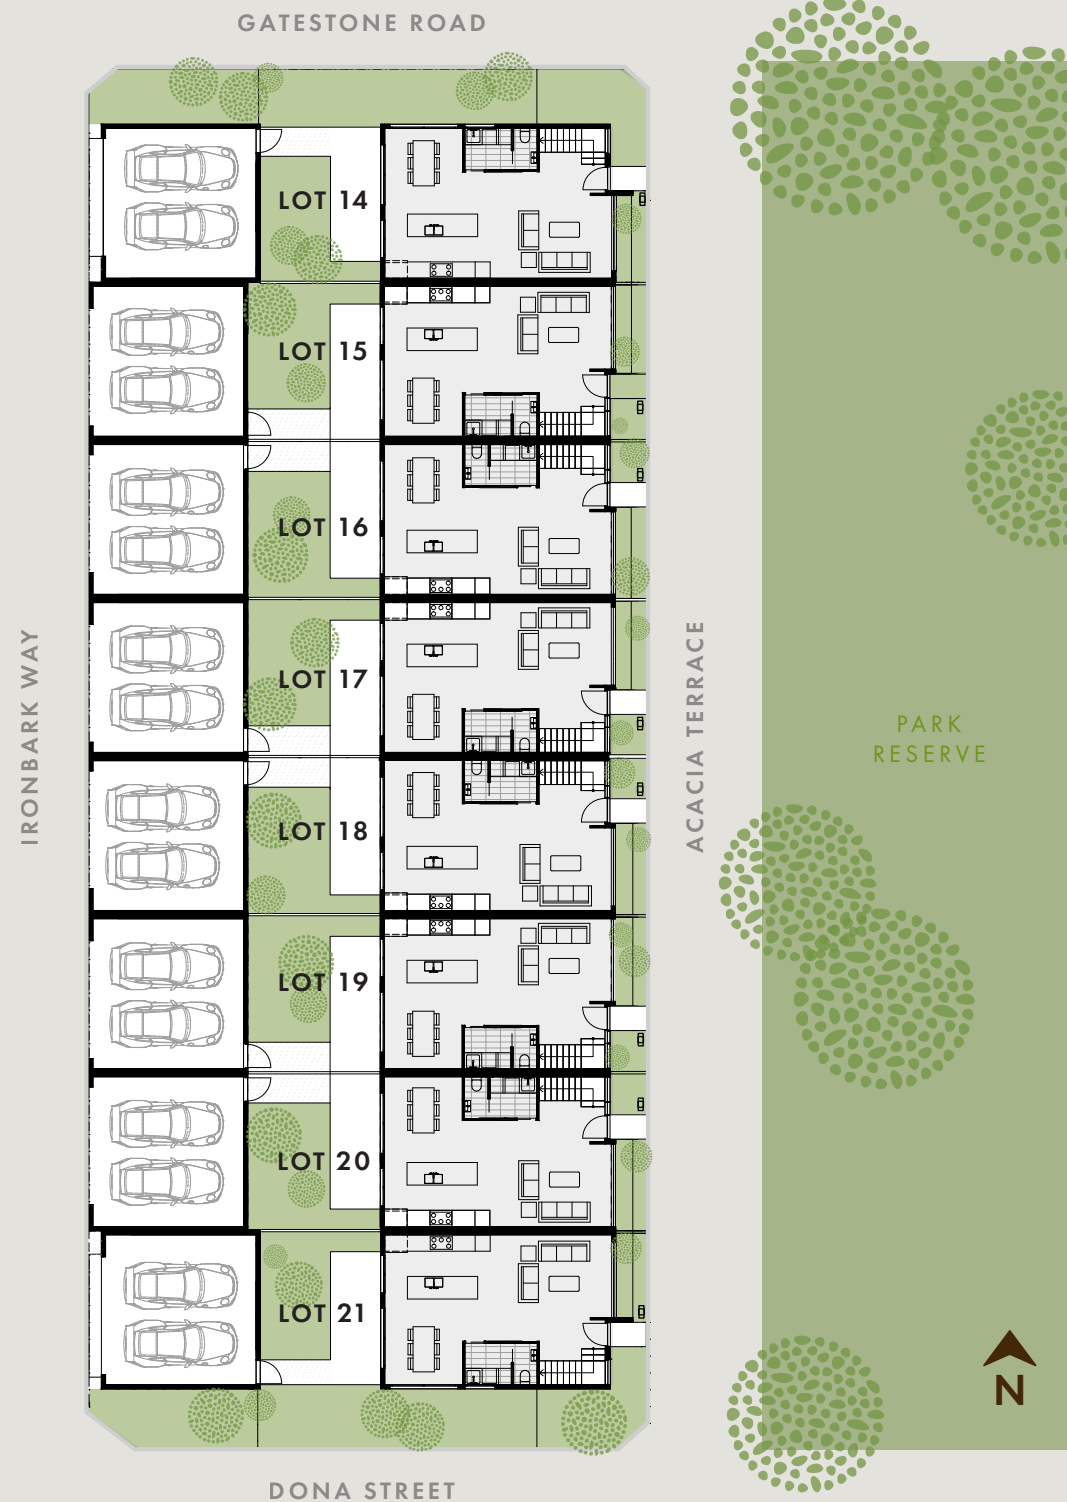 GATESTONE ROAD
LOT 14
LOT 15
LOT 16
LOT 17
LOT 18
LOT 19
LOT 20
LOT 21
IRONBARK WAY
ACACIA TERRACE
PARK
RESERVE
N
DONA STREET